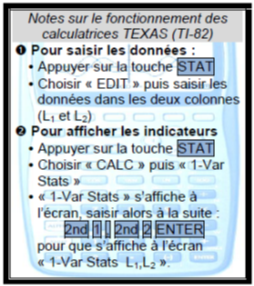 Notes sur le fonctionnement des
calculatrices TEXAS (TI-82)
❶ Pour saisir les données :
• Appuyer sur la touche STAT
• Choisir « EDIT » puis saisir les
données dans les deux colonnes
(L1 et L2)
❷ Pour afficher les indicateurs
• Appuyer sur la touche STAT
• Choisir « CALC » puis « 1-Var
Stats »
• « 1-Var Stats » s'affiche à
l'écran, saisir alors à la suite :
2nd 1 , 2nd 2 ENTER
pour que s'affiche à l'écran
« 1-Var Stats L1,L2 ».